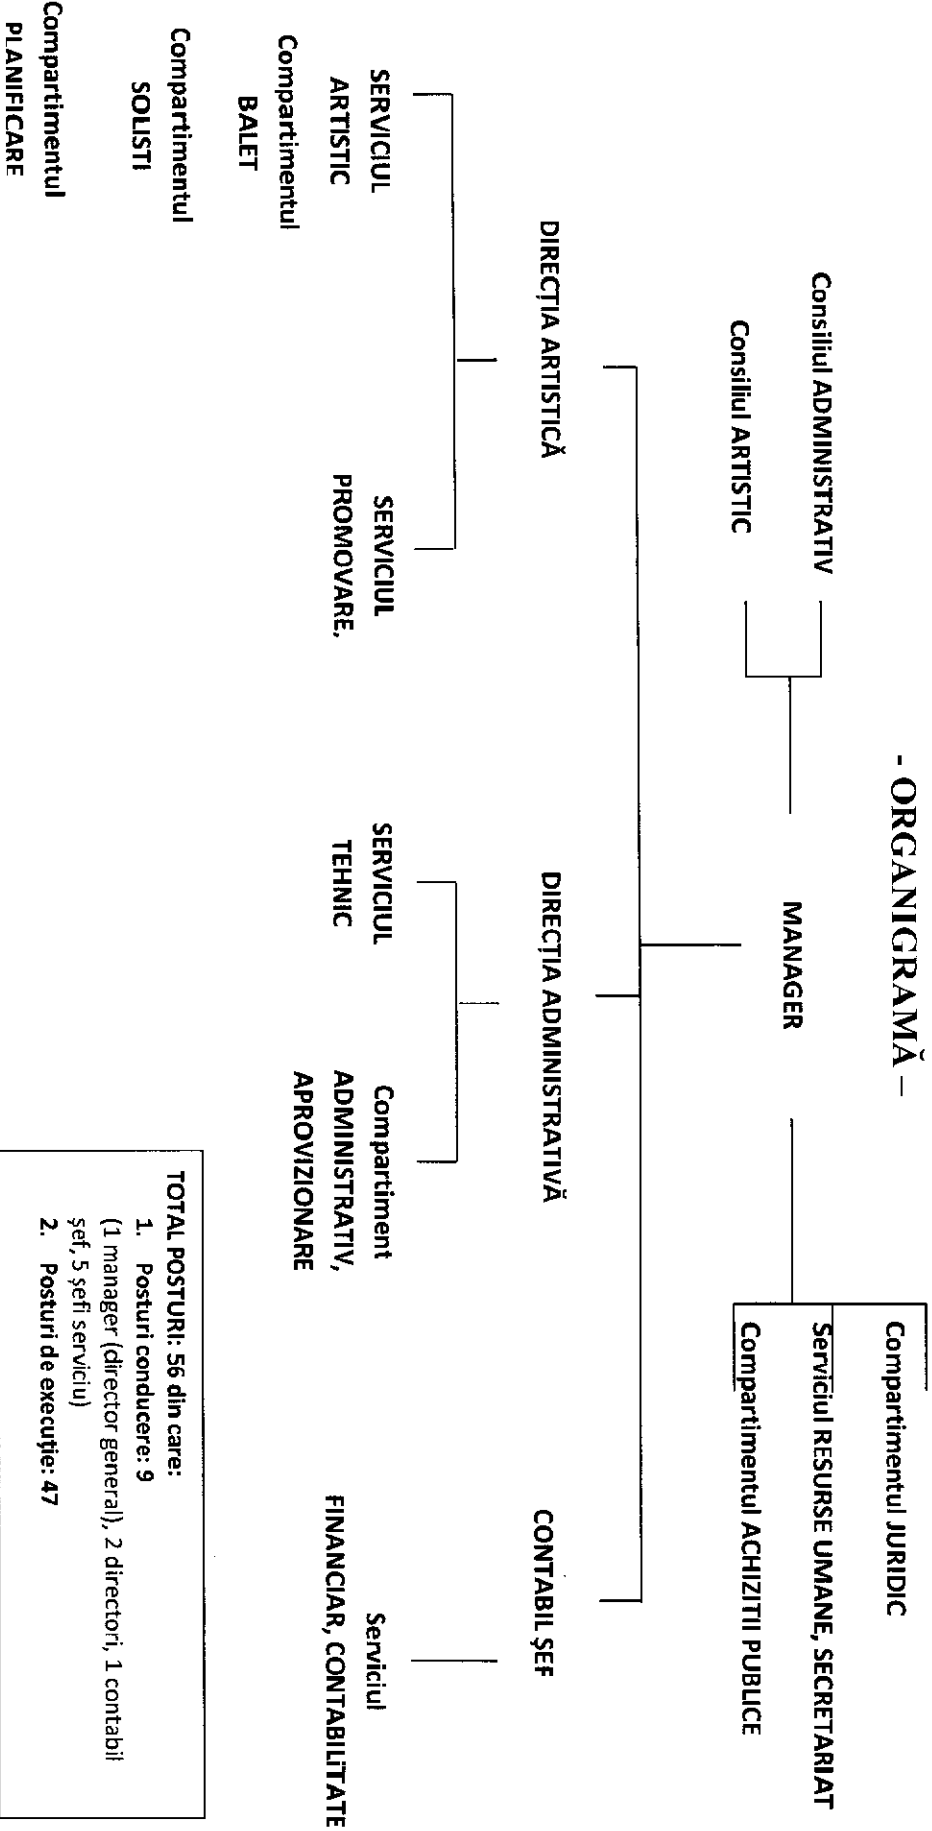 - ORGANIGRAMĂ –
Consiliul ADMINISTRATIV
Consiliul ARTISTIC
MANAGER
Compartimentul JURIDIC
Serviciul RESURSE UMANE, SECRETARIAT
Compartimentul ACHIZITII PUBLICE
DIRECȚIA ARTISTICĂ
DIRECȚIA ADMINISTRATIVĂ
CONTABIL ȘEF
SERVICIUL
ARTISTIC
Compartimentul
BALET
Compartimentul
SOLISTI
Compartimentul
PLANIFICARE
SERVICIUL
PROMOVARE,
SERVICIUL
TEHNIC
Compartiment
ADMINISTRATIV,
APROVIZIONARE
Serviciul
FINANCIAR, CONTABILITATE
TOTAL POSTURI: 56 din care:
1. Posturi conducere: 9
(1 manager (director general), 2 directori, 1 contabil
șef, 5 șefi serviciu)
2. Posturi de execuție: 47